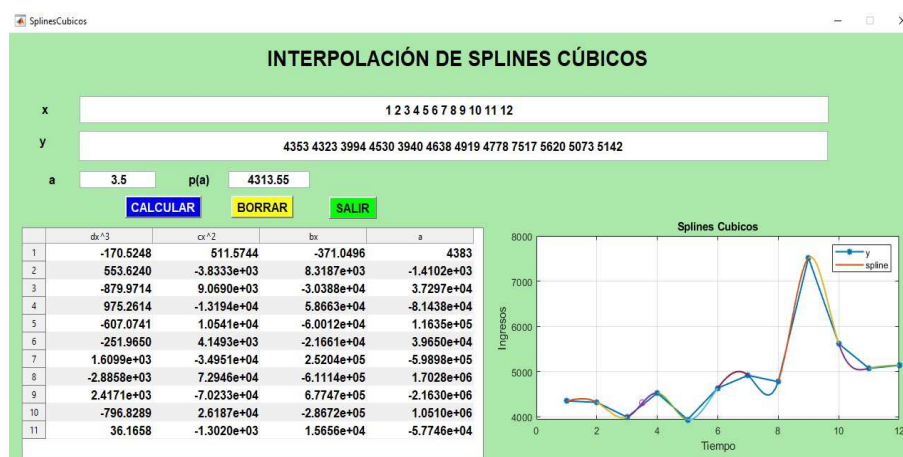 SplinesCubicos
INTERPOLACIÓN DE SPLINES CÚBICOS
x
1 2 3 4 5 6 7 8 9 10 11 12
y
4353 4323 3994 4530 3940 4638 4919 4778 7517 5620 5073 5142
a 3.5 p(a) 4313.55
CALCULAR BORRAR SALIR
dx^3 cx^2 bx a
1 -170.5248 511.5744 -371.0496 4383
2 553.6240 -3.8333e+03 8.3187e+03 -1.4102e+03
3 -879.9714 9.0690e+03 -3.0388e+04 3.7297e+04
4 975.2614 -1.3194e+04 5.8663e+04 -8.1438e+04
5 -607.0741 1.0541e+04 -6.0012e+04 1.1635e+05
6 -251.9650 4.1493e+03 -2.1661e+04 3.9650e+04
7 1.6099e+03 -3.4951e+04 2.5204e+05 -5.9898e+05
8 -2.8858e+03 7.2946e+04 -6.1114e+05 1.7028e+06
9 2.4171e+03 -7.0233e+04 6.7747e+05 -2.1630e+06
10 -796.8289 2.6187e+04 -2.8672e+05 1.0510e+06
11 36.1658 -1.3020e+03 1.5656e+04 -5.7746e+04
Splines Cubicos
y
spline
8000
7000
6000
5000
4000
Ingresos
0 2 4 6 8 10 12
Tiempo